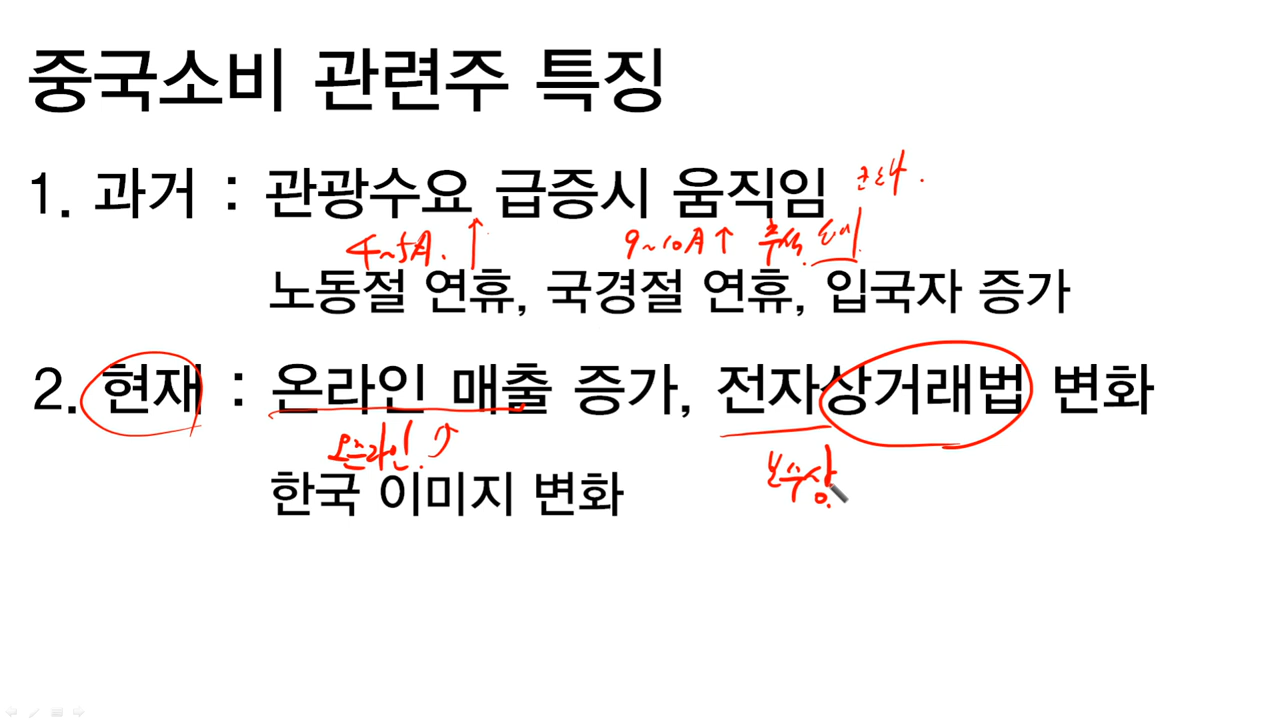 중국소비 관련주 특징
1. 과거 : 관광수요 급증시 움직임
4~5月. ↑ 9~10月↑ 추석.
노동절 연휴, 국경절 연휴, 입국자 증가
2. 현재 : 온라인 매출 증가, 전자상거래법 변화
온라인. ↑ 보수상.
한국 이미지 변화